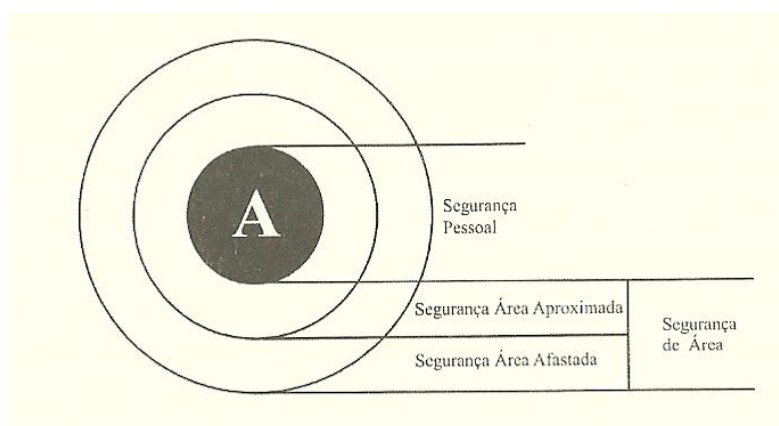 A
Segurança
Pessoal
Segurança Área Aproximada
Segurança Área Afastada
Segurança
de Área